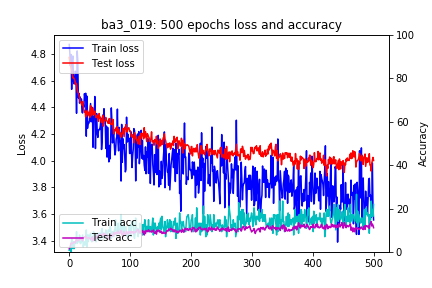 ba3_019: 500 epochs loss and accuracy
Train loss
Test loss
Train acc
Test acc
Loss
4.8
4.6
4.4
4.2
4.0
3.8
3.6
3.4
Accuracy
100
80
60
40
20
0
0
100
200
300
400
500